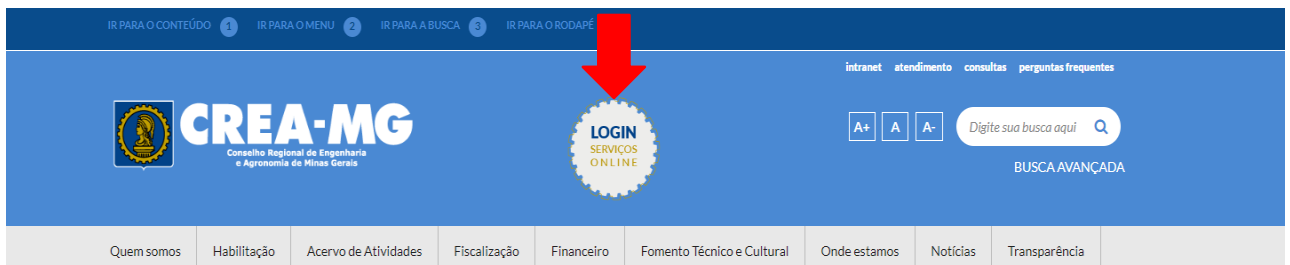 IR PARA O CONTEÚDO 1 IR PARA O MENU 2 IR PARA A BUSCA 3 IR PARA O RODAPÉ
intranet atendimento consultas perguntas frequentes
CREA-MG
Conselho Regional de Engenharia
e Agronomia de Minas Gerais
LOGIN
SERVIÇOS
ONLINE
A+ A A- Digite sua busca aqui
BUSCA AVANÇADA
Quem somos Habilitação Acervo de Atividades Fiscalização Financeiro Fomento Técnico e Cultural Onde estamos Notícias Transparência